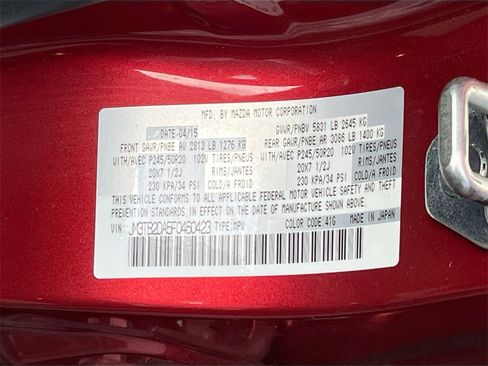 MFD. BY MAZDA MOTOR CORPORATION
DATE-04/15 GVWR/PNBV 5831 LB 2645 KG
FRONT GAWR/PNBE AV 2813 LB 1276 KG REAR GAWR/PNBE AR 3086 LB 1400 KG
WITH/AVEC P245/50R20 102V TIRES/PNEUS WITH/AVEC P245/50R20 102V TIRES/PNEUS
20X7 1/2J RIMS/JANTES 20X7 1/2J RIMS/JANTES
230 KPA/34 PSI COLD/A FROID 230 KPA/34 PSI COLD/A FROID
THIS VEHICLE CONFORMS TO ALL APPLICABLE FEDERAL MOTOR VEHICLE SAFETY AND THEFT
PREVENTION STANDARDS IN EFFECT ON THE DATE OF MANUFACTURE SHOWN ABOVE.
VIN: JM3TB2DA5F0460423 TYPE:MPV COLOR CODE:41G MADE IN JAPAN